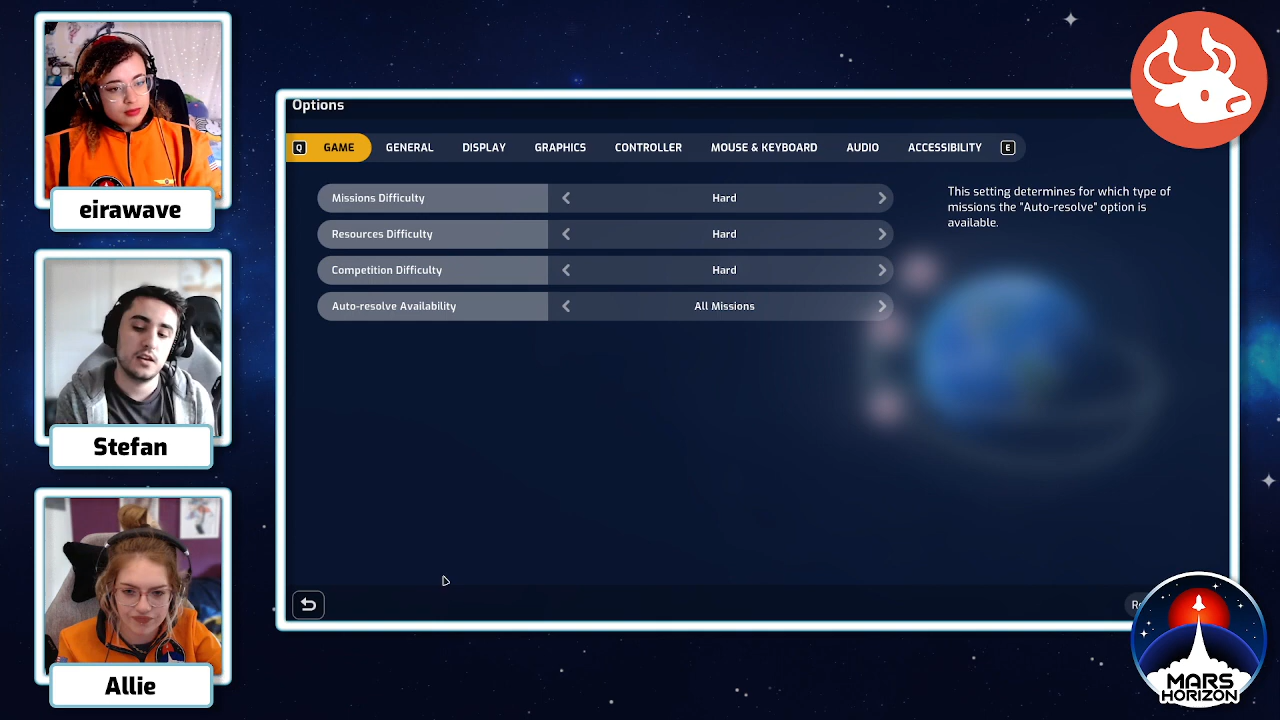 eirawave
Stefan
Allie
Options
Q GAME GENERAL DISPLAY GRAPHICS CONTROLLER MOUSE & KEYBOARD AUDIO ACCESSIBILITY E
Missions Difficulty Hard
Resources Difficulty Hard
Competition Difficulty Hard
Auto-resolve Availability All Missions
This setting determines for which type of
missions the "Auto-resolve" option is
available.
MARS
HORIZON